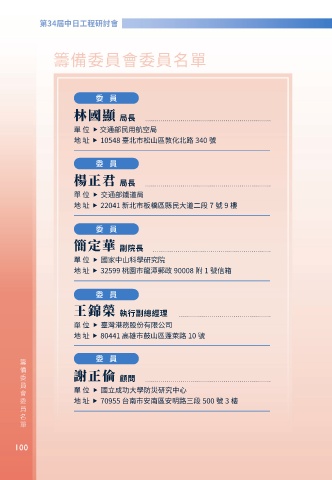 第34屆中日工程研討會
籌備委員會委員名單
委 員
林國顯 局長
單 位 ▶ 交通部民用航空局
地 址 ▶ 10548 臺北市松山區敦化北路 340 號
委 員
楊正君 局長
單 位 ▶ 交通部鐵道局
地 址 ▶ 22041 新北市板橋區縣民大道二段 7 號 9 樓
委 員
簡定華 副院長
單 位 ▶ 國家中山科學研究院
地 址 ▶ 32599 桃園市龍潭郵政 90008 附 1 號信箱
委 員
王錦榮 執行副總經理
單 位 ▶ 臺灣港務股份有限公司
地 址 ▶ 80441 高雄市鼓山區蓬萊路 10 號
委 員
謝正倫 顧問
單 位 ▶ 國立成功大學防災研究中心
地 址 ▶ 70955 台南市安南區安明路三段 500 號 3 樓
籌備委員會委員名單
100